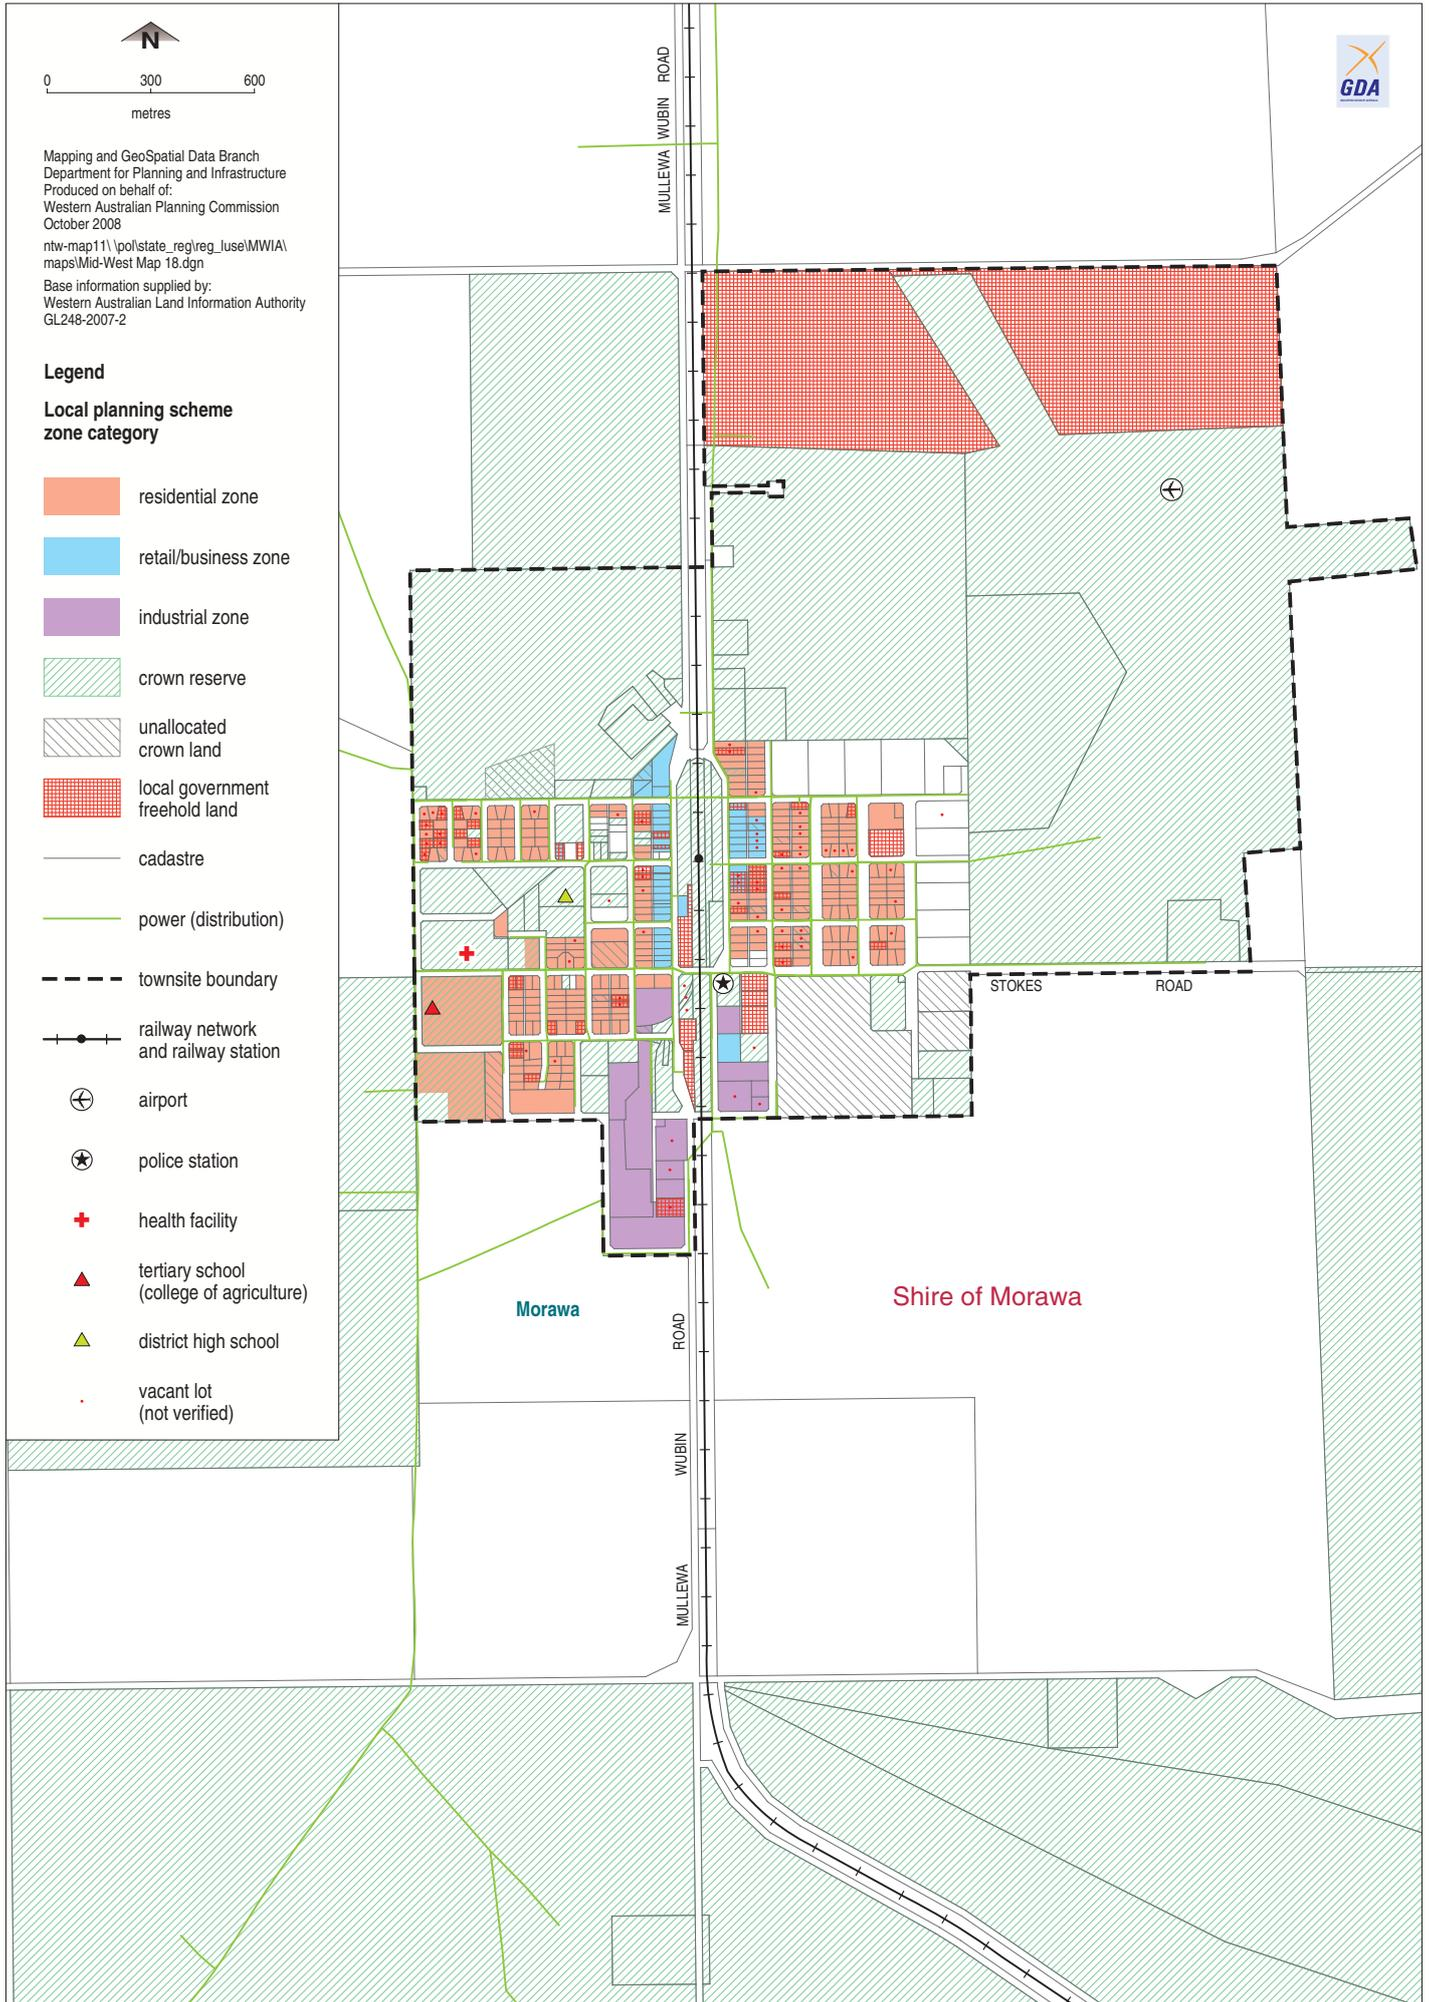 N
0 300 600
metres
Mapping and GeoSpatial Data Branch
Department for Planning and Infrastructure
Produced on behalf of:
Western Australian Planning Commission
October 2008
ntw-map11\ \pol\state_reg\reg_luse\MWIA\
maps\Mid-West Map 18.dgn
Base information supplied by:
Western Australian Land Information Authority
GL248-2007-2
Legend
Local planning scheme
zone category
residential zone
retail/business zone
industrial zone
crown reserve
unallocated
crown land
local government
freehold land
cadastre
power (distribution)
townsite boundary
railway network
and railway station
airport
police station
health facility
tertiary school
(college of agriculture)
district high school
vacant lot
(not verified)
MULLEWA WUBIN ROAD
GDA
STOKES ROAD
Morawa
Shire of Morawa
MULLEWA WUBIN ROAD